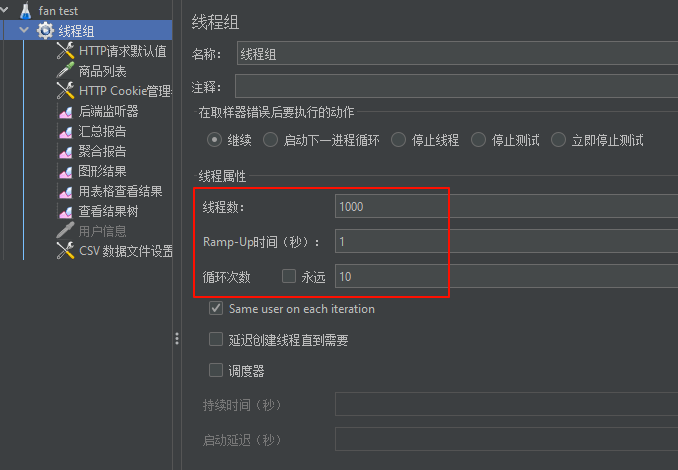 fan test
线程组
HTTP请求默认值
商品列表
HTTP Cookie管理
后端监听器
汇总报告
聚合报告
图形结果
用表格查看结果
查看结果树
用户信息
CSV 数据文件设置
线程组
名称： 线程组
注释：
在取样器错误后要执行的动作
继续 启动下一进程循环 停止线程 停止测试 立即停止测试
线程属性
线程数： 1000
Ramp-Up时间（秒）： 1
循环次数 永远 10
Same user on each iteration
延迟创建线程直到需要
调度器
持续时间（秒）
启动延迟（秒）